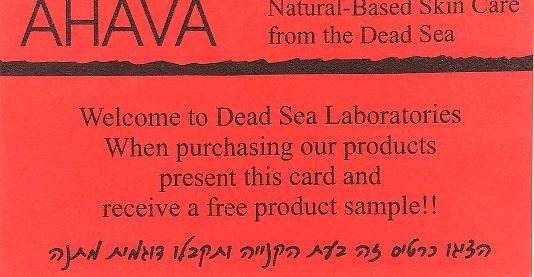 AHAVA
Natural-Based Skin Care
from the Dead Sea
Welcome to Dead Sea Laboratories
When purchasing our products
present this card and
receive a free product sample!!
הציגו כרטיס זה בעת הקנייה ותקבלו דוגמית מתנה